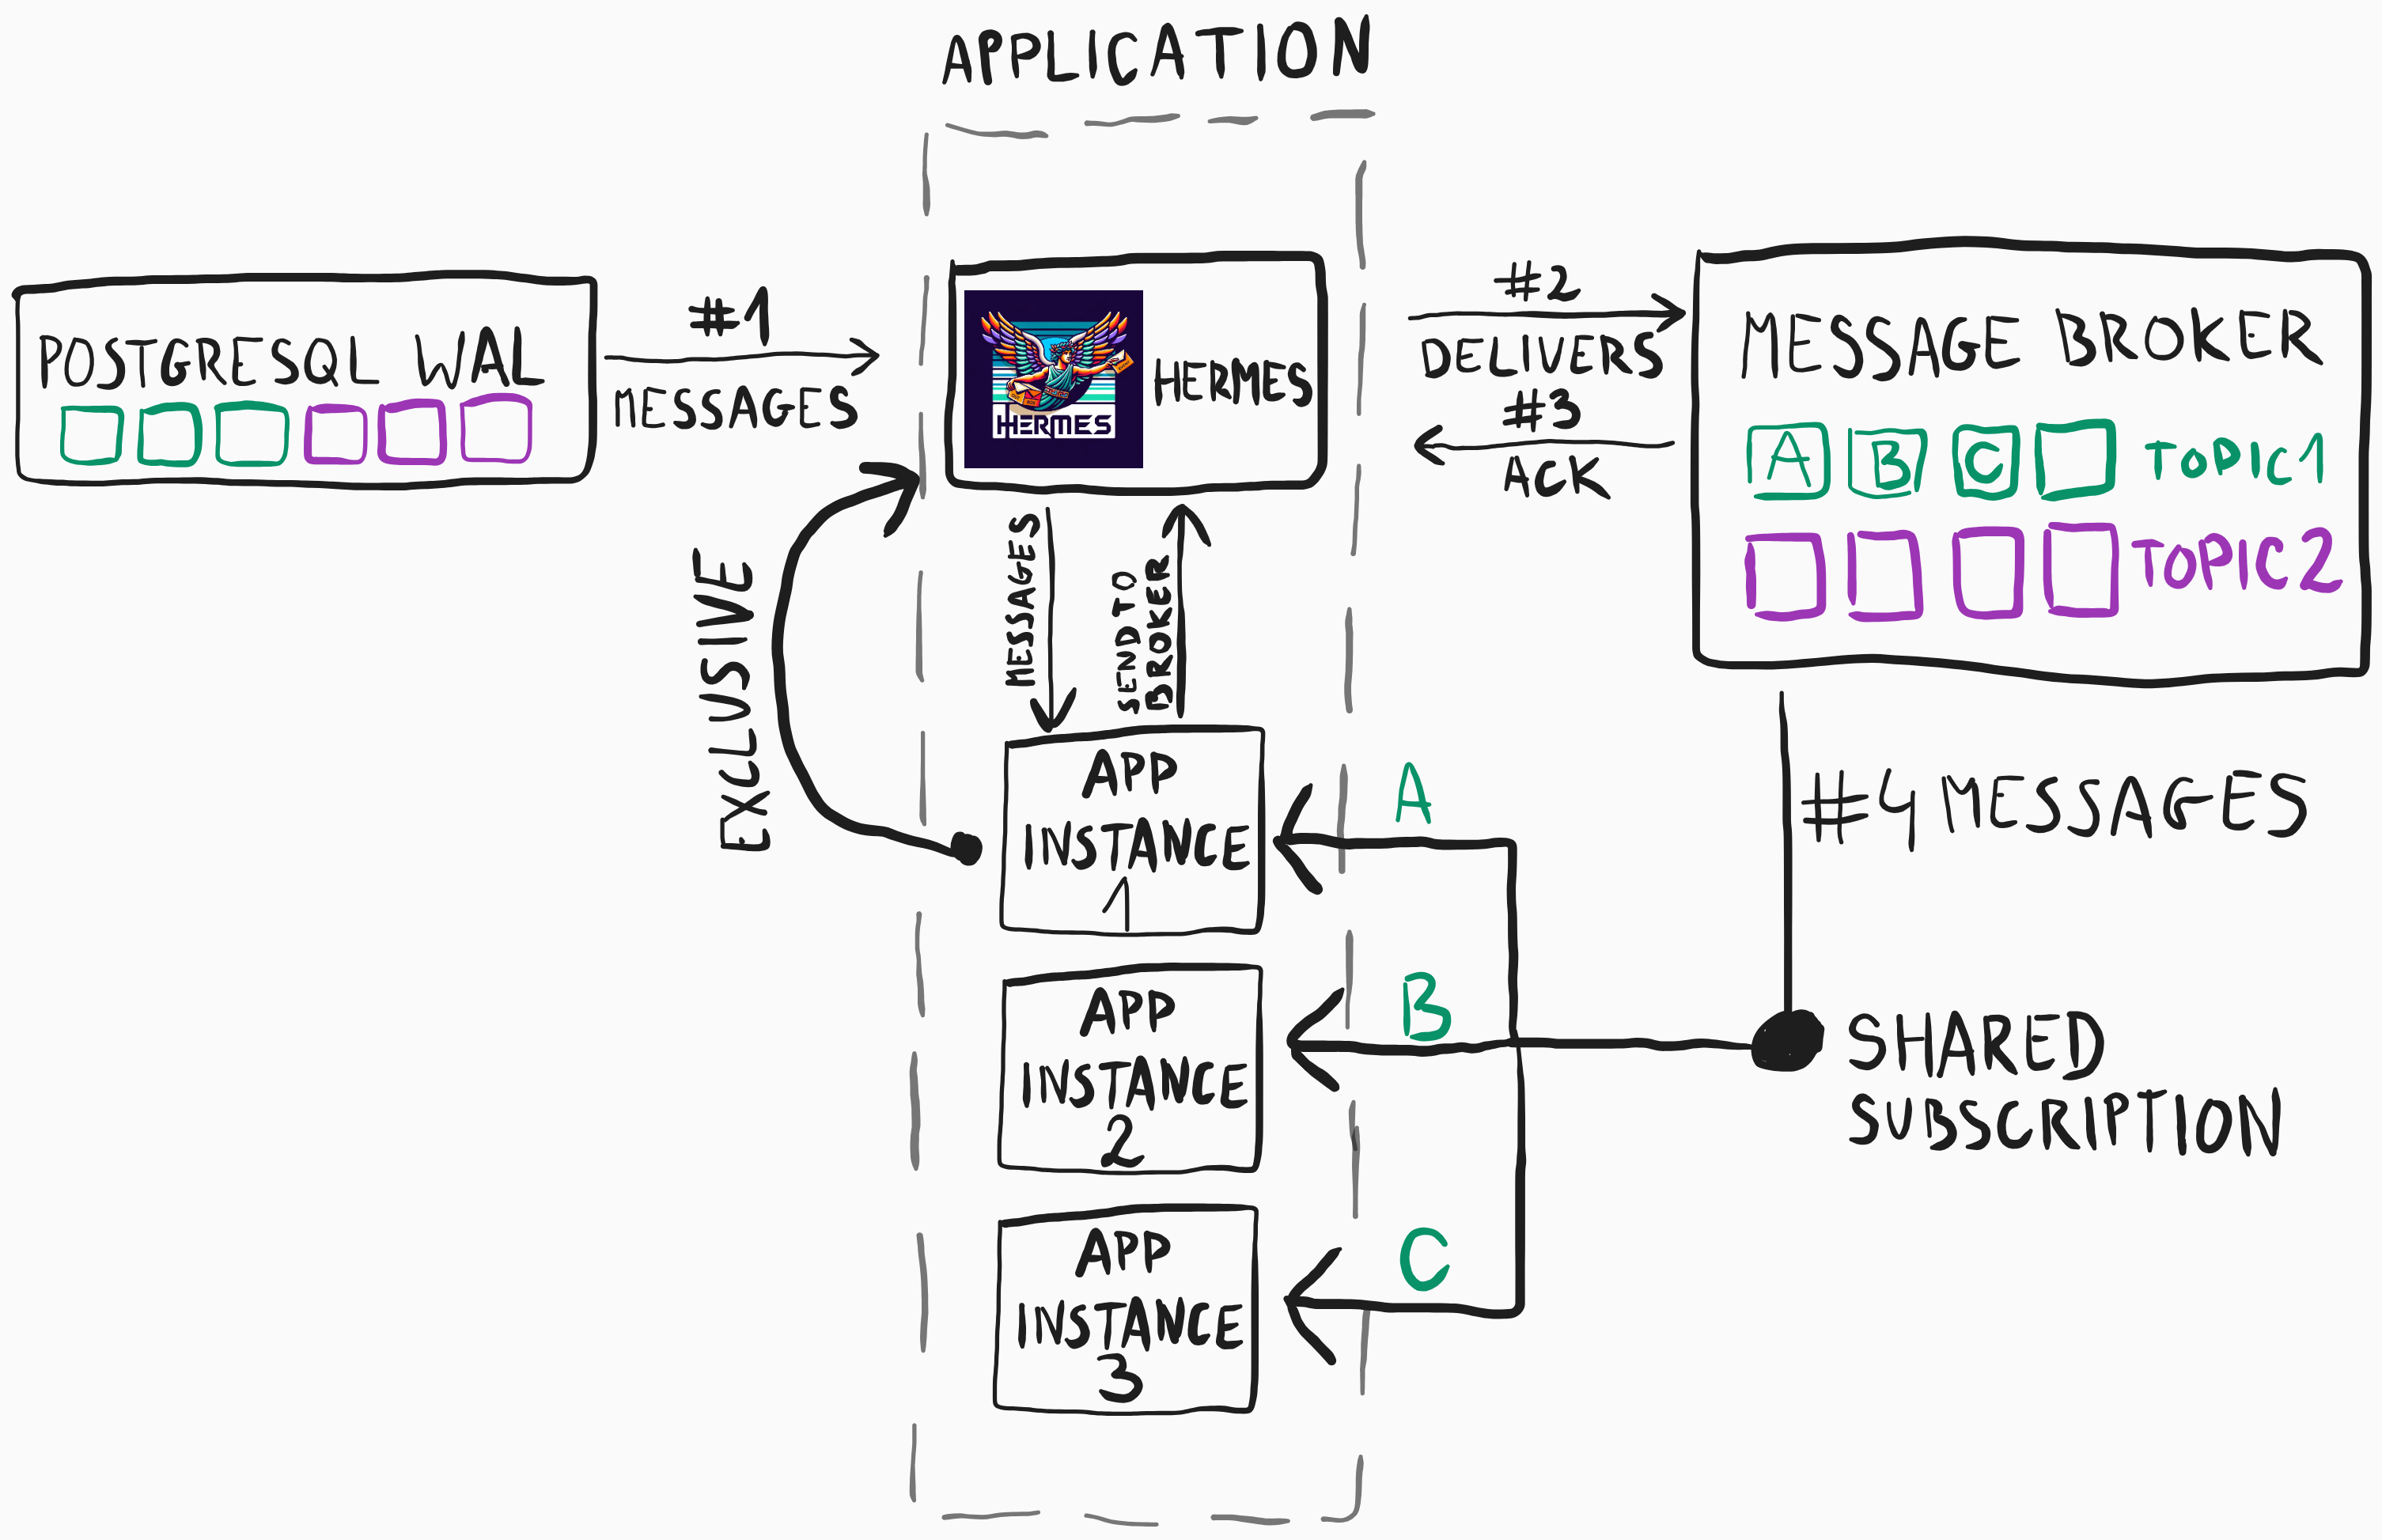 APPLICATION
POSTGRESQL WAL
#1
MESSAGES
HERMES
HERMES
#2
DELIVERS
#3
ACK
MESSAGE BROKER
A B C TOPIC1
TOPIC2
EXCLUSIVE
MESSAGES
SEND TO
BROKER
APP
INSTANCE
1
A
#4 MESSAGES
APP
INSTANCE
2
B
SHARED
SUBSCRIPTION
APP
INSTANCE
3
C